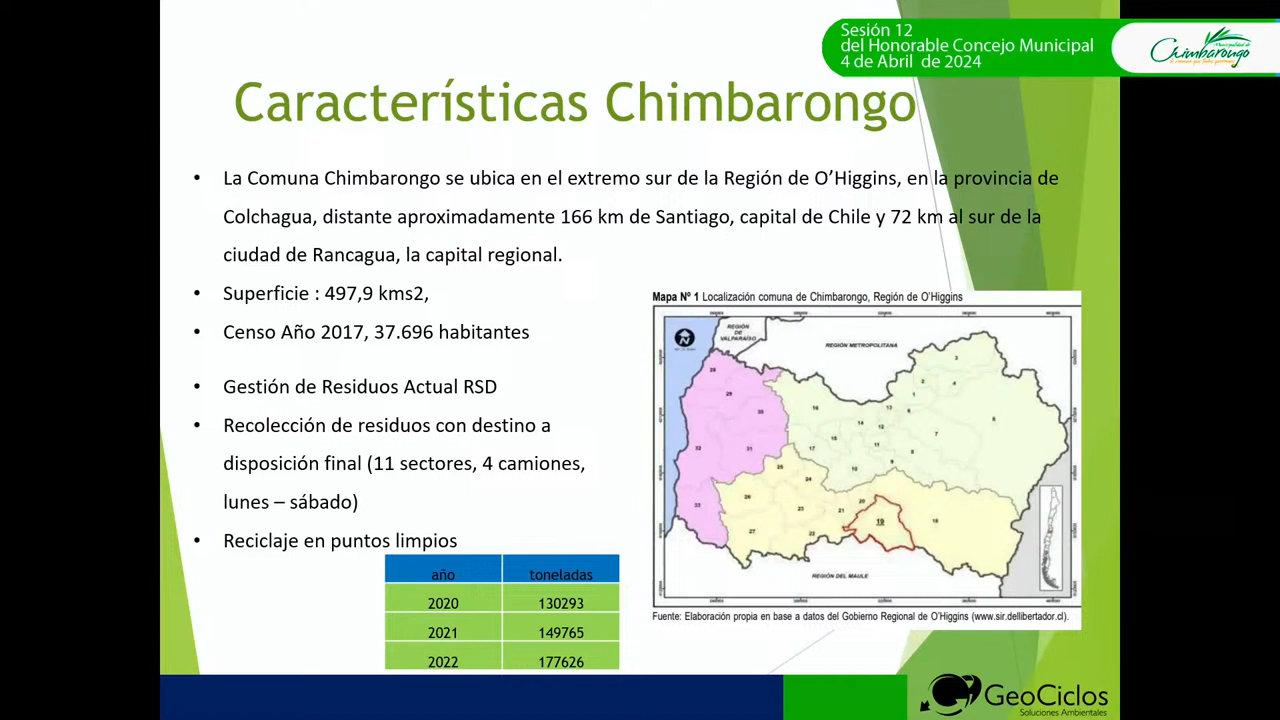 Sesión 12
del Honorable Concejo Municipal
4 de Abril de 2024
Municipalidad de
Chimbarongo
Características Chimbarongo
• La Comuna Chimbarongo se ubica en el extremo sur de la Región de O’Higgins, en la provincia de
Colchagua, distante aproximadamente 166 km de Santiago, capital de Chile y 72 km al sur de la
ciudad de Rancagua, la capital regional.
• Superficie : 497,9 kms2,
• Censo Año 2017, 37.696 habitantes
• Gestión de Residuos Actual RSD
• Recolección de residuos con destino a
disposición final (11 sectores, 4 camiones,
lunes – sábado)
• Reciclaje en puntos limpios
año toneladas
2020 130293
2021 149765
2022 177626
Mapa Nº 1 Localización comuna de Chimbarongo, Región de O’Higgins
REGIÓN
DE
VALPARAÍSO
REGIÓN METROPOLITANA
19
REGIÓN DEL MAULE
Fuente: Elaboración propia en base a datos del Gobierno Regional de O’Higgins (www.sir.dellibertador.cl).
GeoCiclos
Soluciones Ambientales